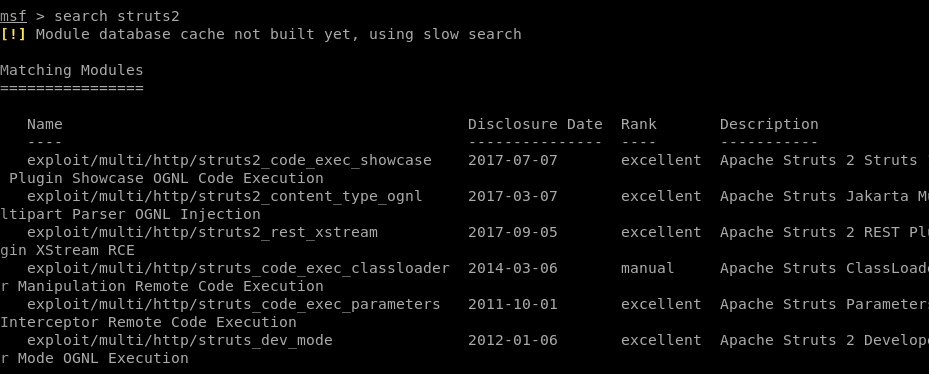 msf > search struts2
[!] Module database cache not built yet, using slow search
Matching Modules
================
Name Disclosure Date Rank Description
---- --------------- ---- -----------
exploit/multi/http/struts2_code_exec_showcase 2017-07-07 excellent Apache Struts 2 Struts
Plugin Showcase OGNL Code Execution
exploit/multi/http/struts2_content_type_ognl 2017-03-07 excellent Apache Struts Jakarta Mu
ltipart Parser OGNL Injection
exploit/multi/http/struts2_rest_xstream 2017-09-05 excellent Apache Struts 2 REST Plu
gin XStream RCE
exploit/multi/http/struts_code_exec_classloader 2014-03-06 manual Apache Struts ClassLoade
r Manipulation Remote Code Execution
exploit/multi/http/struts_code_exec_parameters 2011-10-01 excellent Apache Struts Parameters
Interceptor Remote Code Execution
exploit/multi/http/struts_dev_mode 2012-01-06 excellent Apache Struts 2 Develope
r Mode OGNL Execution